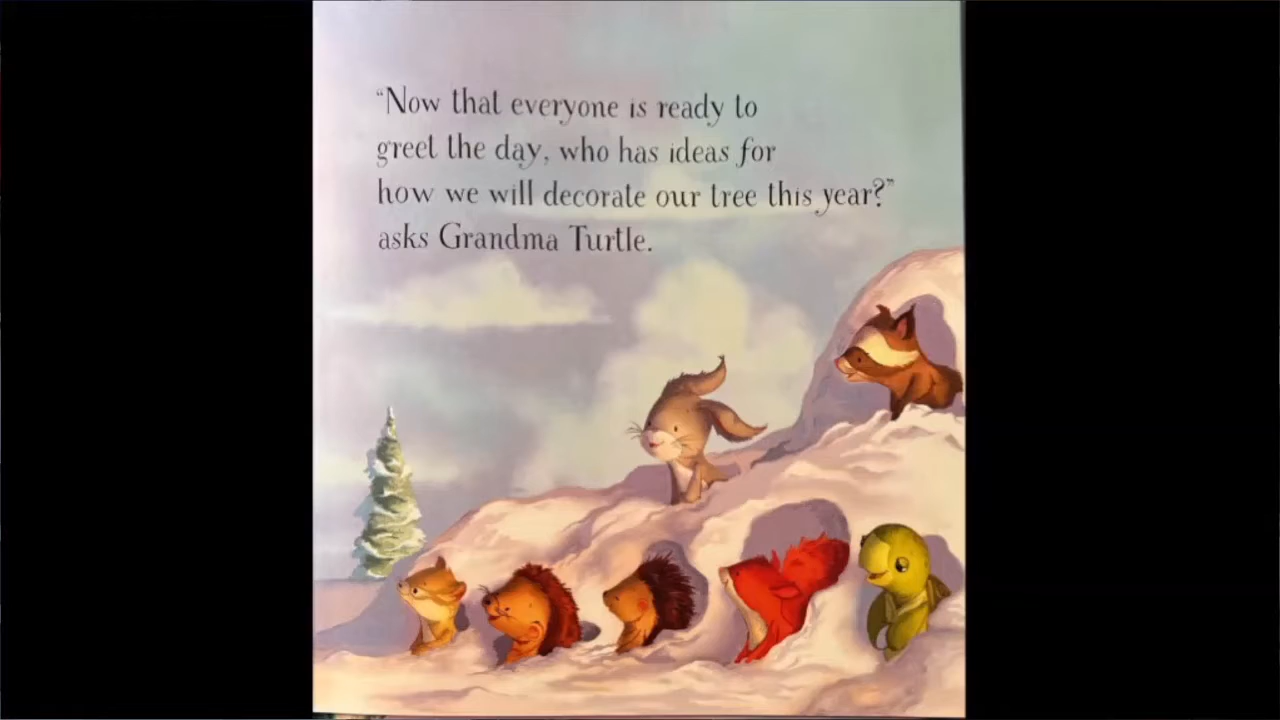 “Now that everyone is ready to
greet the day, who has ideas for
how we will decorate our tree this year?”
asks Grandma Turtle.